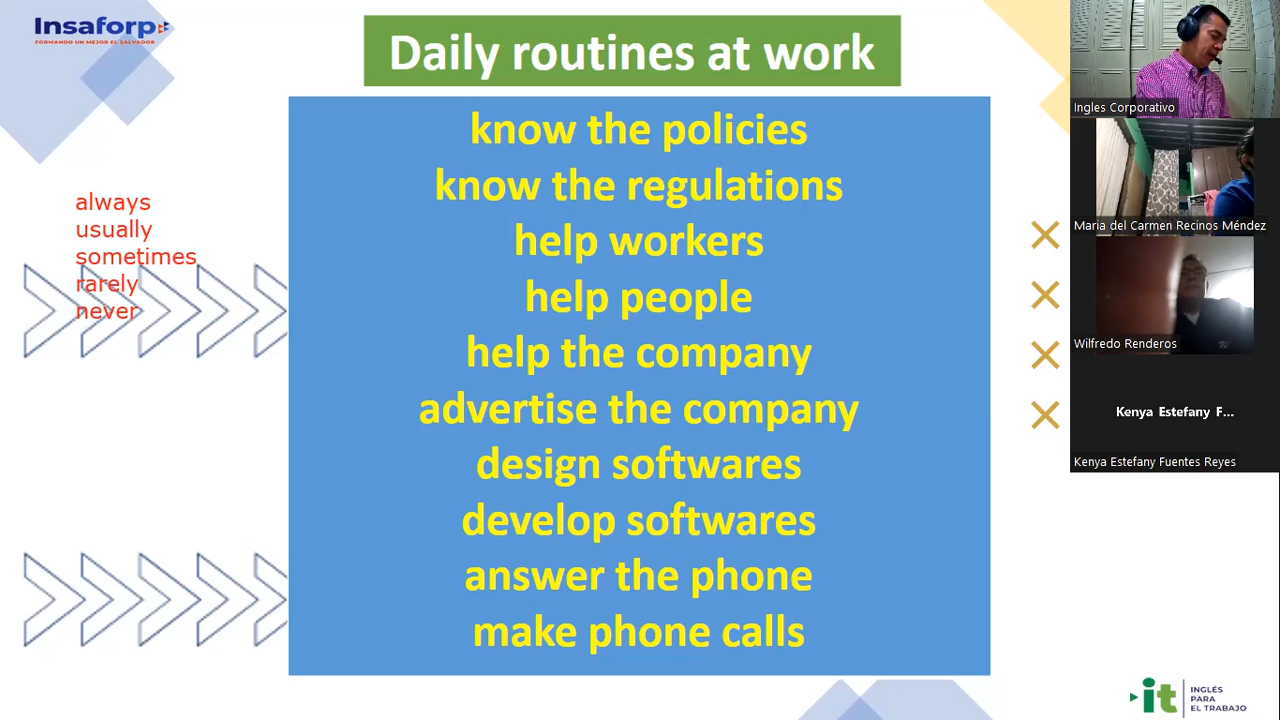 Insaforp
FORMANDO UN MEJOR EL SALVADOR
Daily routines at work
know the policies
know the regulations
help workers
help people
help the company
advertise the company
design softwares
develop softwares
answer the phone
make phone calls
always
usually
sometimes
rarely
never
Ingles Corporativo
Maria del Carmen Recinos Méndez
Wilfredo Renderos
Kenya Estefany F...
Kenya Estefany Fuentes Reyes
it
INGLÉS
PARA
EL TRABAJO